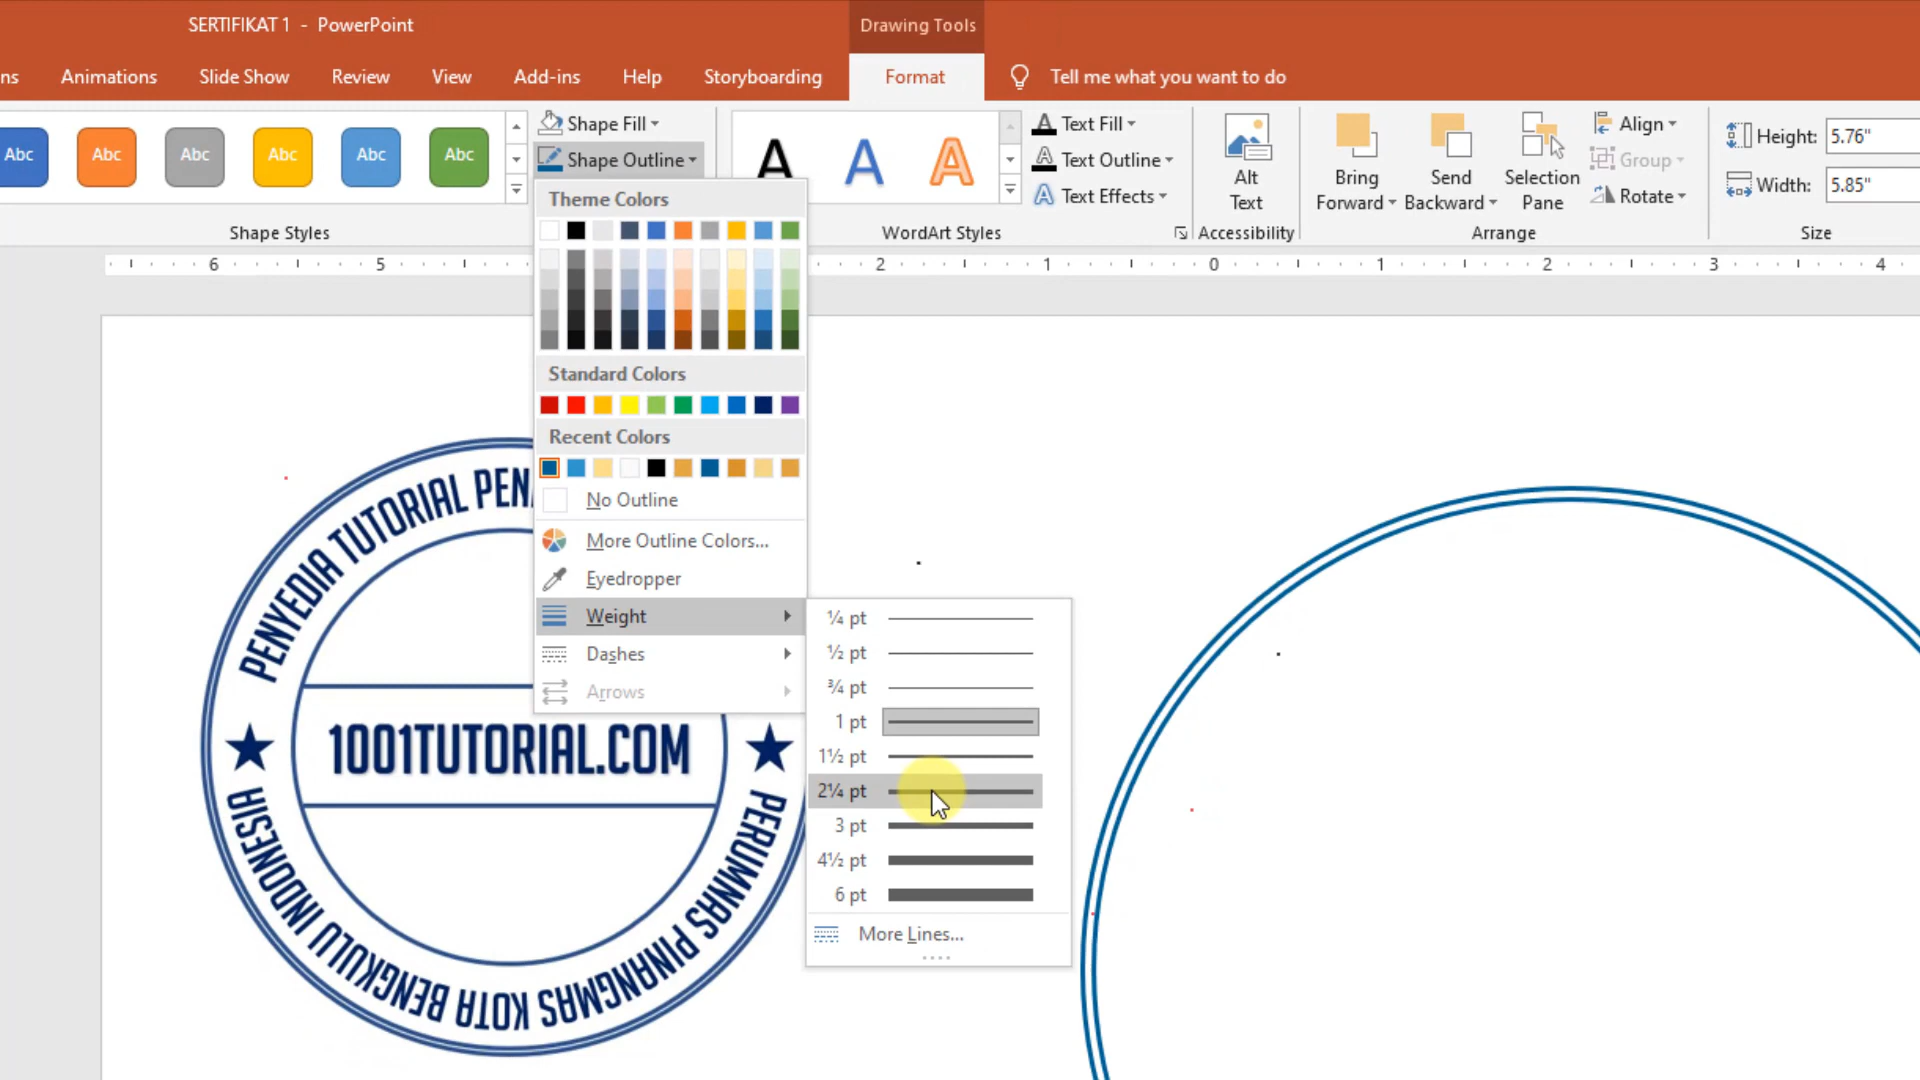 SERTIFIKAT 1 - PowerPoint
Drawing Tools
ns Animations Slide Show Review View Add-ins Help Storyboarding Format Tell me what you want to do
Abc Abc Abc Abc Abc Abc
Shape Fill
Shape Outline
A A A
Text Fill
Text Outline
Text Effects
Alt Text
Bring Forward
Send Backward
Selection Pane
Align
Group
Rotate
Height: 5.76"
Width: 5.85"
Shape Styles
WordArt Styles
Accessibility
Arrange
Size
6 5 2 1 0 1 2 3 4
Theme Colors
Standard Colors
Recent Colors
No Outline
More Outline Colors...
Eyedropper
Weight
Dashes
Arrows
¼ pt
½ pt
¾ pt
1 pt
1½ pt
2¼ pt
3 pt
4½ pt
6 pt
More Lines...
PENYEDIA TUTORIAL
1001TUTORIAL.COM
PERUMNAS PINANGMAS KOTA BENGKULU INDONESIA